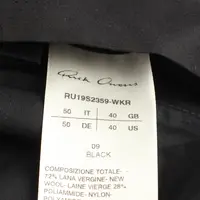 Rick Owens
RU19S2359-WKR
50 IT 40 GB
50 DE 40 US
09
BLACK
COMPOSIZIONE TOTALE:
72% LANA VERGINE-NEW
WOOL-LAINE VIERGE 28%
POLIAMMIDE-NYLON-